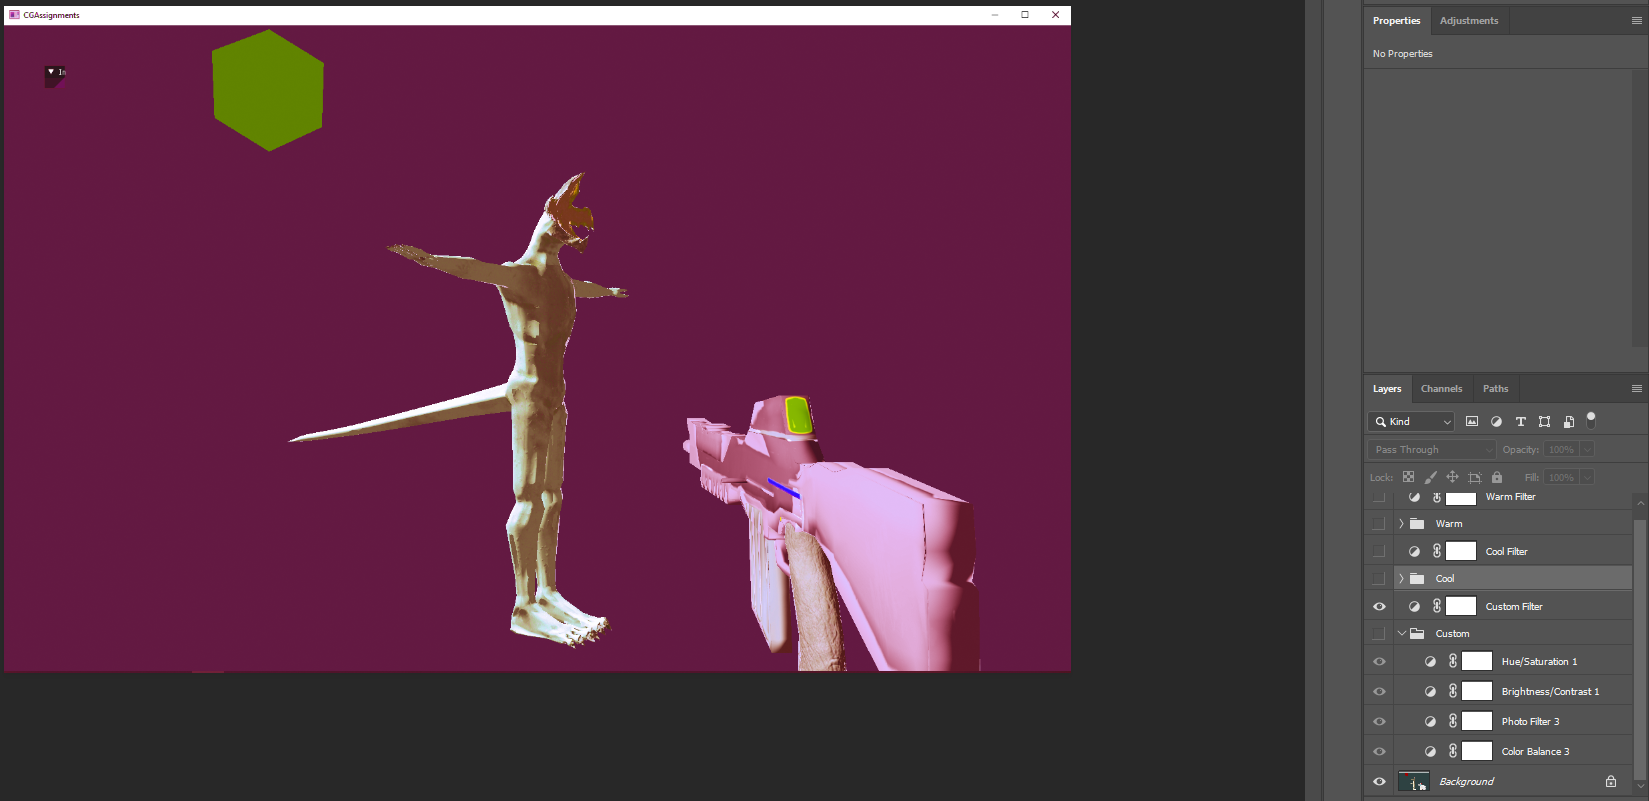 CGAssignments
In
Properties Adjustments
No Properties
Layers Channels Paths
Kind
Pass Through Opacity: 100%
Lock: Fill: 100%
Warm Filter
Warm
Cool Filter
Cool
Custom Filter
Custom
Hue/Saturation 1
Brightness/Contrast 1
Photo Filter 3
Color Balance 3
Background